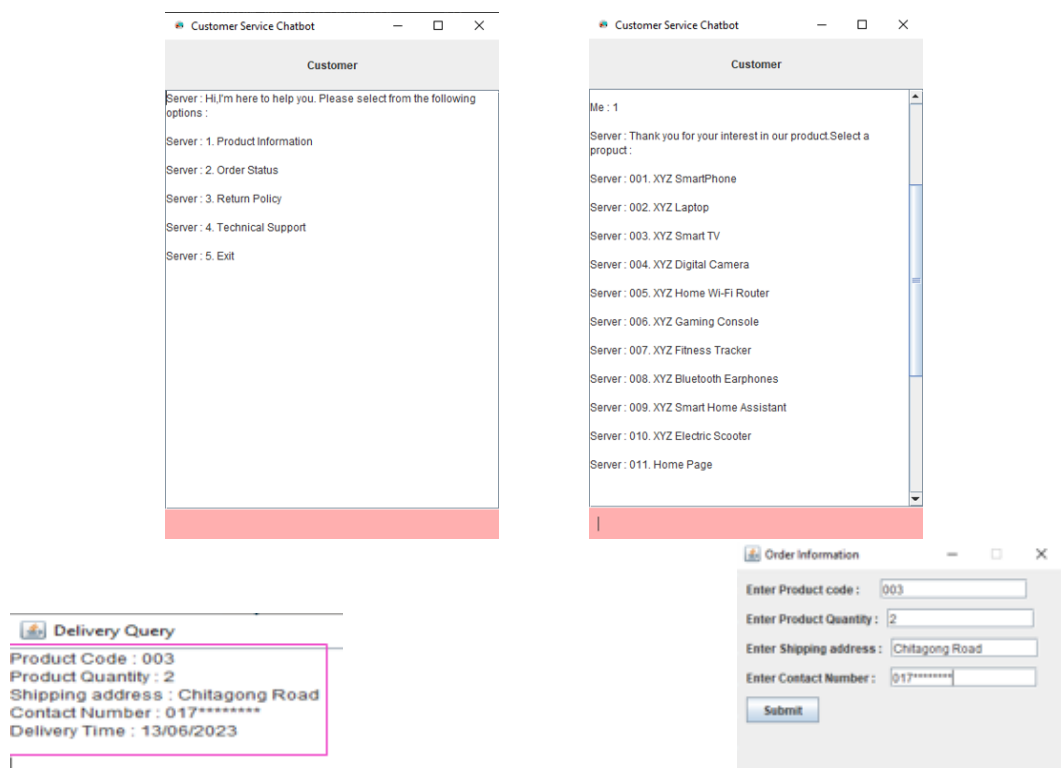 Customer Service Chatbot
Customer
Server : Hi,I'm here to help you. Please select from the following
options :
Server : 1. Product Information
Server : 2. Order Status
Server : 3. Return Policy
Server : 4. Technical Support
Server : 5. Exit
Customer Service Chatbot
Customer
Me : 1
Server : Thank you for your interest in our product.Select a
propuct :
Server : 001. XYZ SmartPhone
Server : 002. XYZ Laptop
Server : 003. XYZ Smart TV
Server : 004. XYZ Digital Camera
Server : 005. XYZ Home Wi-Fi Router
Server : 006. XYZ Gaming Console
Server : 007. XYZ Fitness Tracker
Server : 008. XYZ Bluetooth Earphones
Server : 009. XYZ Smart Home Assistant
Server : 010. XYZ Electric Scooter
Server : 011. Home Page
Delivery Query
Product Code : 003
Product Quantity : 2
Shipping address : Chitagong Road
Contact Number : 017********
Delivery Time : 13/06/2023
Order Information
Enter Product code : 003
Enter Product Quantity : 2
Enter Shipping address : Chitagong Road
Enter Contact Number : 017********
Submit